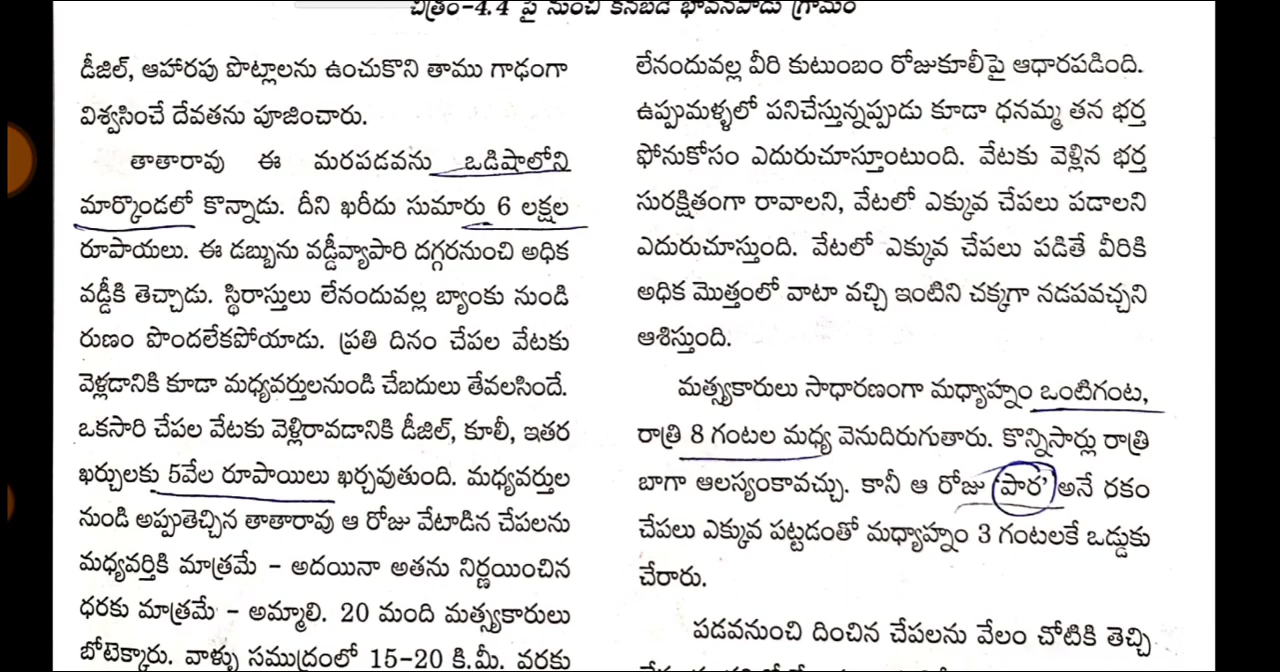 చిత్రం-4.4 పై నుంచి కనబడే భావనపాడు గ్రామం
డీజిల్, ఆహారపు పొట్లాలను ఉంచుకొని తాము గాఢంగా
విశ్వసించే దేవతను పూజించారు.
తాతారావు ఈ మరపడవను ఒడిషాలోని
మార్కొండలో కొన్నాడు. దీని ఖరీదు సుమారు 6 లక్షల
రూపాయలు. ఈ డబ్బును వడ్డీవ్యాపారి దగ్గరనుంచి అధిక
వడ్డీకి తెచ్చాడు. స్థిరాస్తులు లేనందువల్ల బ్యాంకు నుండి
రుణం పొందలేకపోయాడు. ప్రతి దినం చేపల వేటకు
వెళ్లడానికి కూడా మధ్యవర్తులనుండి చేబదులు తేవలసిందే.
ఒకసారి చేపల వేటకు వెళ్లిరావడానికి డీజిల్, కూలీ, ఇతర
ఖర్చులకు 5వేల రూపాయిలు ఖర్చవుతుంది. మధ్యవర్తుల
నుండి అప్పుతెచ్చిన తాతారావు ఆ రోజు వేటాడిన చేపలను
మధ్యవర్తికి మాత్రమే - అదయినా అతను నిర్ణయించిన
ధరకు మాత్రమే - అమ్మాలి. 20 మంది మత్స్యకారులు
బోటెక్కారు. వాళ్ళు సముద్రంలో 15-20 కి.మీ. వరకు
లేనందువల్ల వీరి కుటుంబం రోజుకూలీపై ఆధారపడింది.
ఉప్పుమళ్ళలో పనిచేస్తున్నప్పుడు కూడా ధనమ్మ తన భర్త
ఫోనుకోసం ఎదురుచూస్తూంటుంది. వేటకు వెళ్లిన భర్త
సురక్షితంగా రావాలని, వేటలో ఎక్కువ చేపలు పడాలని
ఎదురుచూస్తుంది. వేటలో ఎక్కువ చేపలు పడితే వీరికి
అధిక మొత్తంలో వాటా వచ్చి ఇంటిని చక్కగా నడపవచ్చని
ఆశిస్తుంది.
మత్స్యకారులు సాధారణంగా మధ్యాహ్నం ఒంటిగంట,
రాత్రి 8 గంటల మధ్య వెనుదిరుగుతారు. కొన్నిసార్లు రాత్రి
బాగా ఆలస్యంకావచ్చు. కానీ ఆ రోజు 'పార' అనే రకం
చేపలు ఎక్కువ పట్టడంతో మధ్యాహ్నం 3 గంటలకే ఒడ్డుకు
చేరారు.
పడవనుంచి దించిన చేపలను వేలం చోటికి తెచ్చి